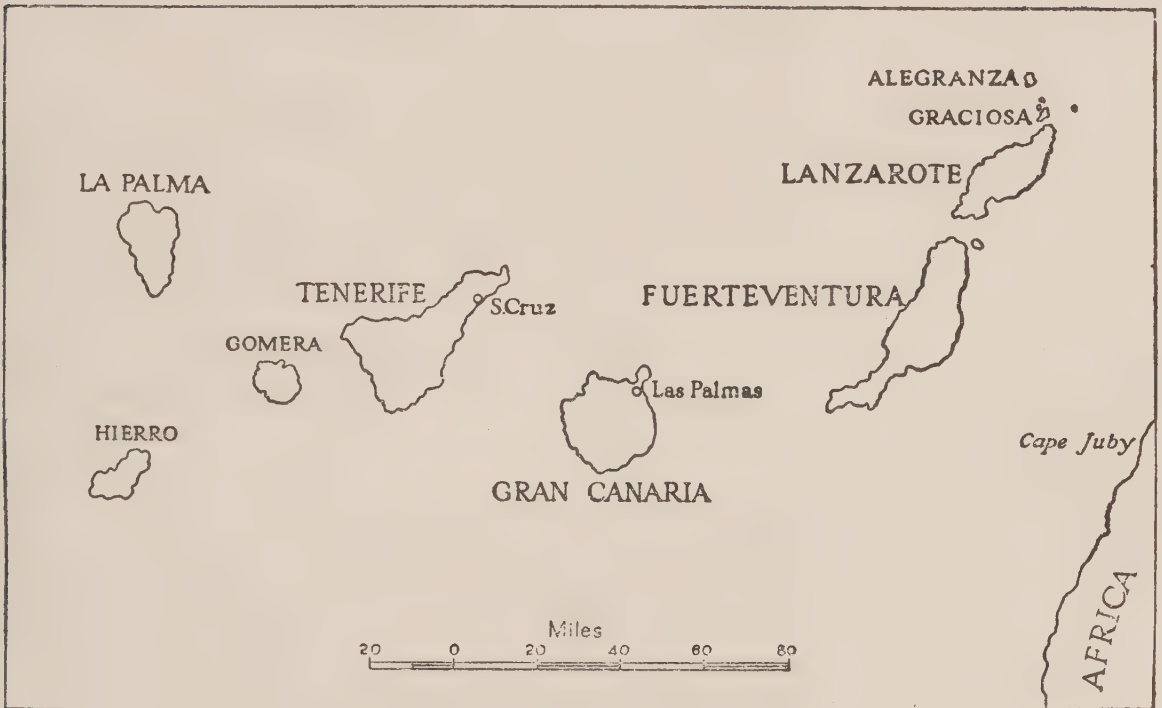 ALEGRANZA
GRACIOSA
LANZAROTE
LA PALMA
TENERIFE
S.Cruz
FUERTEVENTURA
GOMERA
Las Palmas
HIERRO
Cape Juby
GRAN CANARIA
AFRICA
Miles
20 0 20 40 60 80